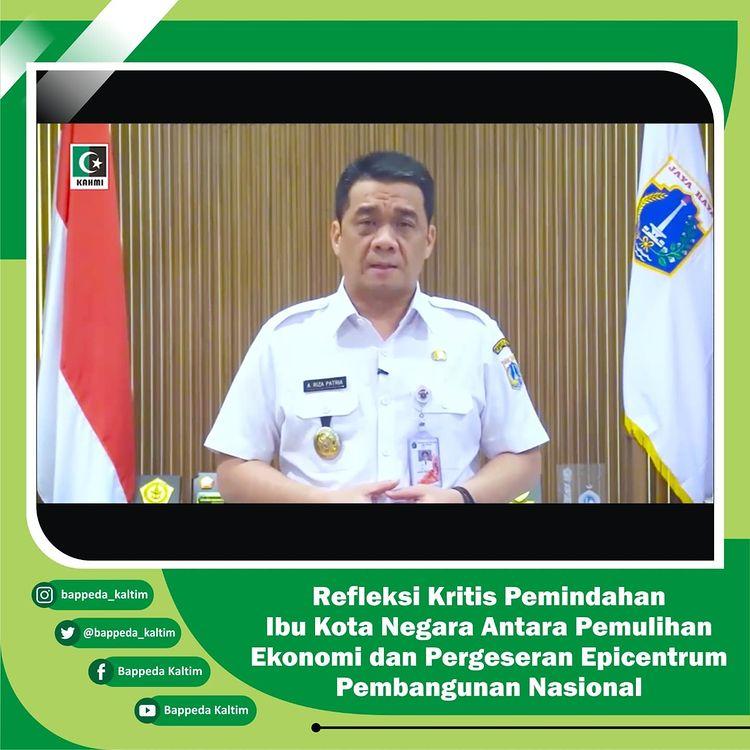 KAHMI
JAYA RAYA
A. RIZA PATRIA
bappeda_kaltim
@bappeda_kaltim
Bappeda Kaltim
Bappeda Kaltim
Refleksi Kritis Pemindahan
Ibu Kota Negara Antara Pemulihan
Ekonomi dan Pergeseran Epicentrum
Pembangunan Nasional